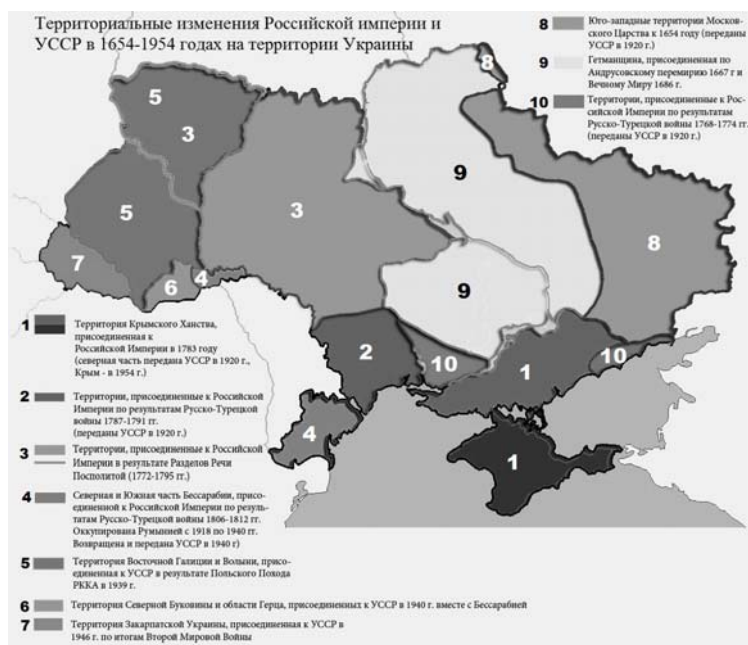 Территориальные изменения Российской империи и
УССР в 1654-1954 годах на территории Украины
8 Юго-западные территории Москов-
ского Царства к 1654 году (переданы
УССР в 1920 г.)
9 Гетманщина, присоединенная по
Андрусовскому перемирию 1667 г и
Вечному Миру 1686 г.
10 Территории, присоединенные к Рос-
сийской Империи по результатам
Русско-Турецкой войны 1768-1774 гг.
(переданы УССР в 1920 г.)
8
5
3
9
5
3
8
7
6
4
9
2
10
1
10
4
1
1 Территория Крымского Ханства,
присоединенная к
Российской Империи в 1783 году
(северная часть передана УССР в 1920 г.,
Крым - в 1954 г.)
2 Территории, присоединенные к Российской
Империи по результатам Русско-Турецкой
войны 1787-1791 гг.
(переданы УССР в 1920 г.)
3 Территории, присоединенные к Российской
Империи в результате Разделов Речи
Посполитой (1772-1795 гг.)
4 Северная и Южная часть Бессарабии, присо-
единенной к Российской Империи по резуль-
татам Русско-Турецкой войны 1806-1812 гг.
Оккупирована Румынией с 1918 по 1940 гг.
Возвращена и передана УССР в 1940 г)
5 Территория Восточной Галиции и Волыни, присо-
единенная к УССР в результате Польского Похода
РККА в 1939 г.
6 Территория Северной Буковины и области Герца, присоединенных к УССР в 1940 г. вместе с Бессарабией
7 Территория Закарпатской Украины, присоединенная к УССР в
1946 г. по итогам Второй Мировой Войны